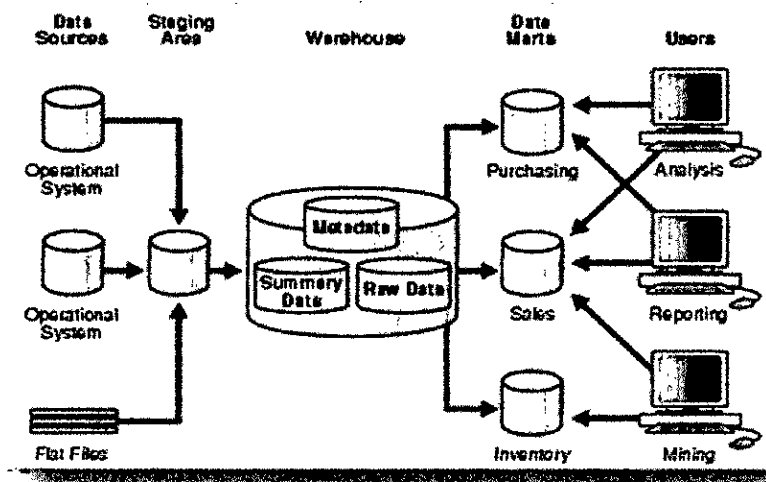 Data Sources
Staging Area
Warehouse
Data Marts
Users
Operational System
Purchasing
Analysis
Metadata
Operational System
Summary Data
Raw Data
Sales
Reporting
Flat Files
Inventory
Mining